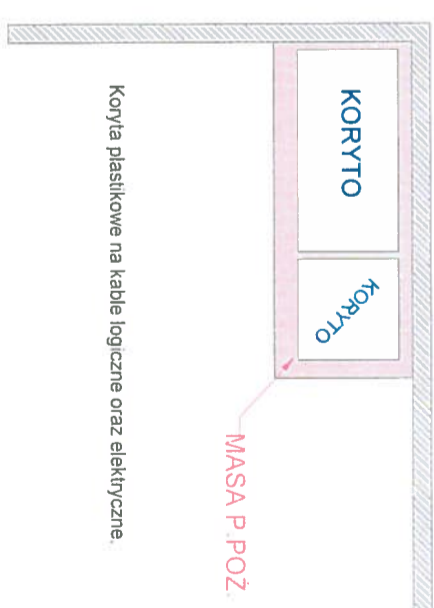 KORYTO
KORYTO
MASA P.POŻ.
Koryta plastikowe na kable logiczne oraz elektryczne.